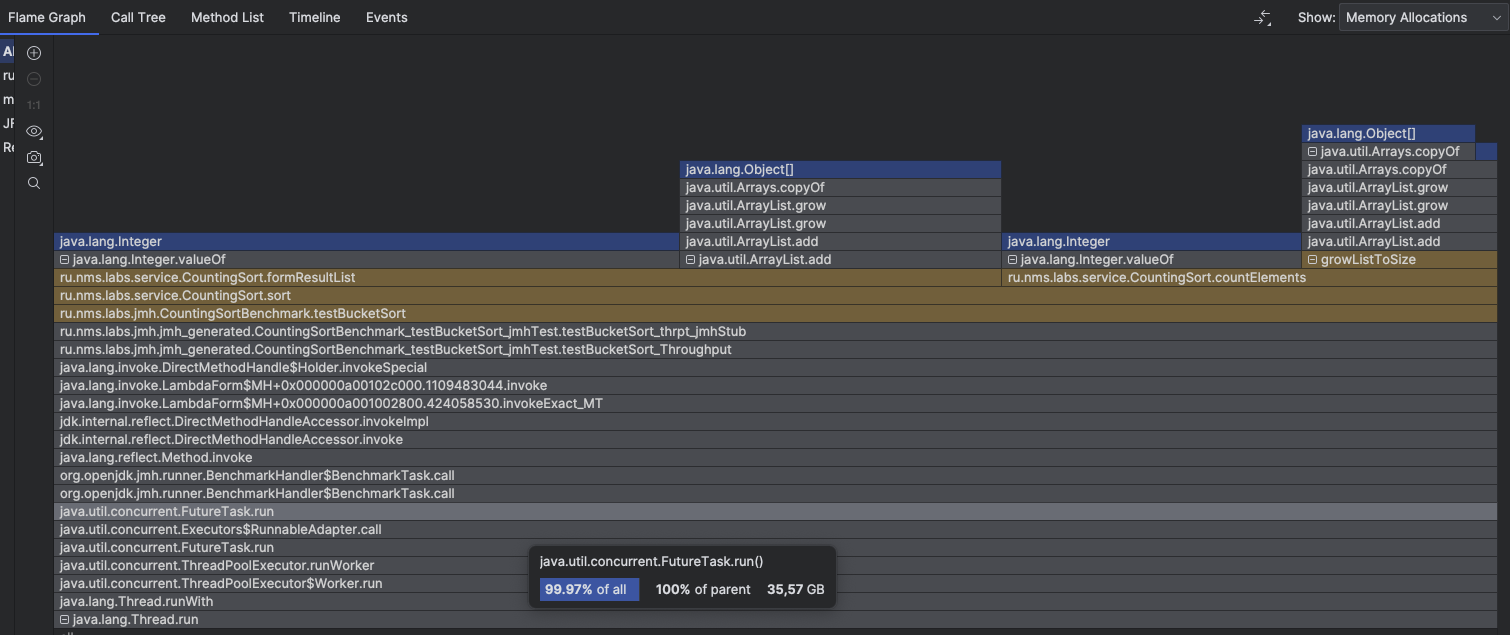 Flame Graph Call Tree Method List Timeline Events Show: Memory Allocations
ru
1:1
java.lang.Object[]
java.util.Arrays.copyOf
java.lang.Object[] java.util.Arrays.copyOf
java.util.Arrays.copyOf java.util.ArrayList.grow
java.util.ArrayList.grow java.util.ArrayList.grow
java.util.ArrayList.grow java.util.ArrayList.add
java.lang.Integer java.util.ArrayList.add java.lang.Integer java.util.ArrayList.add
java.lang.Integer.valueOf java.util.ArrayList.add java.lang.Integer.valueOf growListToSize
ru.nms.labs.service.CountingSort.formResultList ru.nms.labs.service.CountingSort.countElements
ru.nms.labs.service.CountingSort.sort
ru.nms.labs.jmh.CountingSortBenchmark.testBucketSort
ru.nms.labs.jmh.jmh_generated.CountingSortBenchmark_testBucketSort_jmhTest.testBucketSort_thrpt_jmhStub
ru.nms.labs.jmh.jmh_generated.CountingSortBenchmark_testBucketSort_jmhTest.testBucketSort_Throughput
java.lang.invoke.DirectMethodHandle$Holder.invokeSpecial
java.lang.invoke.LambdaForm$MH+0x000000a00102c000.1109483044.invoke
java.lang.invoke.LambdaForm$MH+0x000000a001002800.424058530.invokeExact_MT
jdk.internal.reflect.DirectMethodHandleAccessor.invokeImpl
jdk.internal.reflect.DirectMethodHandleAccessor.invoke
java.lang.reflect.Method.invoke
org.openjdk.jmh.runner.BenchmarkHandler$BenchmarkTask.call
org.openjdk.jmh.runner.BenchmarkHandler$BenchmarkTask.call
java.util.concurrent.FutureTask.run
java.util.concurrent.Executors$RunnableAdapter.call
java.util.concurrent.FutureTask.run
java.util.concurrent.ThreadPoolExecutor.runWorker
java.util.concurrent.ThreadPoolExecutor$Worker.run
java.lang.Thread.runWith
java.lang.Thread.run
java.util.concurrent.FutureTask.run()
99.97% of all 100% of parent 35,57 GB